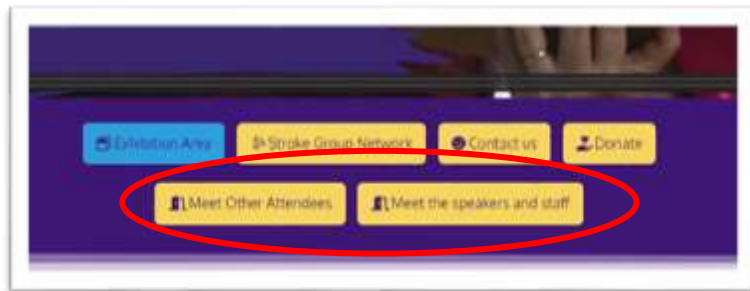 Exhibition Area Stroke Group Network Contact us Donate
Meet Other Attendees Meet the speakers and staff